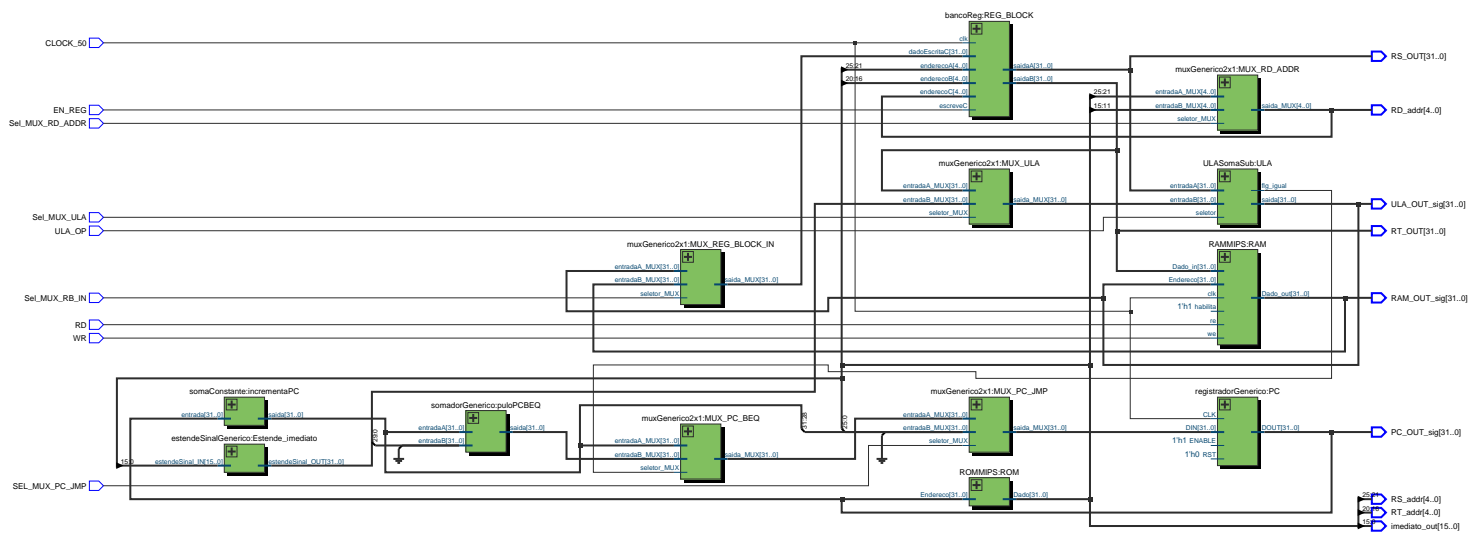 bancoReg:REG_BLOCK
CLOCK_50
clk
dadoEscritaC[31..0]
25:21
enderecoA[4..0]
saidaA[31..0]
20:16
enderecoB[4..0]
saidaB[31..0]
enderecoC[4..0]
EN_REG
escreveC
Sel_MUX_RD_ADDR
RS_OUT[31..0]
muxGenerico2x1:MUX_RD_ADDR
25:21
entradaA_MUX[4..0]
15:11
entradaB_MUX[4..0]
saida_MUX[4..0]
seletor_MUX
RD_addr[4..0]
muxGenerico2x1:MUX_ULA
entradaA_MUX[31..0]
entradaB_MUX[31..0]
saida_MUX[31..0]
seletor_MUX
ULASomaSub:ULA
entradaA[31..0]
flg_igual
entradaB[31..0]
saida[31..0]
seletor
ULA_OUT_sig[31..0]
Sel_MUX_ULA
ULA_OP
RT_OUT[31..0]
muxGenerico2x1:MUX_REG_BLOCK_IN
entradaA_MUX[31..0]
entradaB_MUX[31..0]
saida_MUX[31..0]
seletor_MUX
Sel_MUX_RB_IN
RAMMIPS:RAM
Dado_in[31..0]
Endereco[31..0]
clk
Dado_out[31..0]
1'h1 habilita
re
we
RAM_OUT_sig[31..0]
RD
WR
somaConstante:incrementaPC
entrada[31..0]
saida[31..0]
estendeSinalGenerico:Estende_imediato
15:0
estendeSinal_IN[15..0]
estendeSinal_OUT[31..0]
somadorGenerico:puloPCBEQ
entradaA[31..0]
29:0
entradaB[31..0]
saida[31..0]
muxGenerico2x1:MUX_PC_BEQ
entradaA_MUX[31..0]
entradaB_MUX[31..0]
saida_MUX[31..0]
seletor_MUX
31:28
25:0
muxGenerico2x1:MUX_PC_JMP
entradaA_MUX[31..0]
entradaB_MUX[31..0]
saida_MUX[31..0]
seletor_MUX
registradorGenerico:PC
CLK
DIN[31..0]
DOUT[31..0]
1'h1 ENABLE
1'h0 RST
PC_OUT_sig[31..0]
SEL_MUX_PC_JMP
ROMMIPS:ROM
Endereco[31..0]
Dado[31..0]
25:21
RS_addr[4..0]
20:16
RT_addr[4..0]
15:0
imediato_out[15..0]